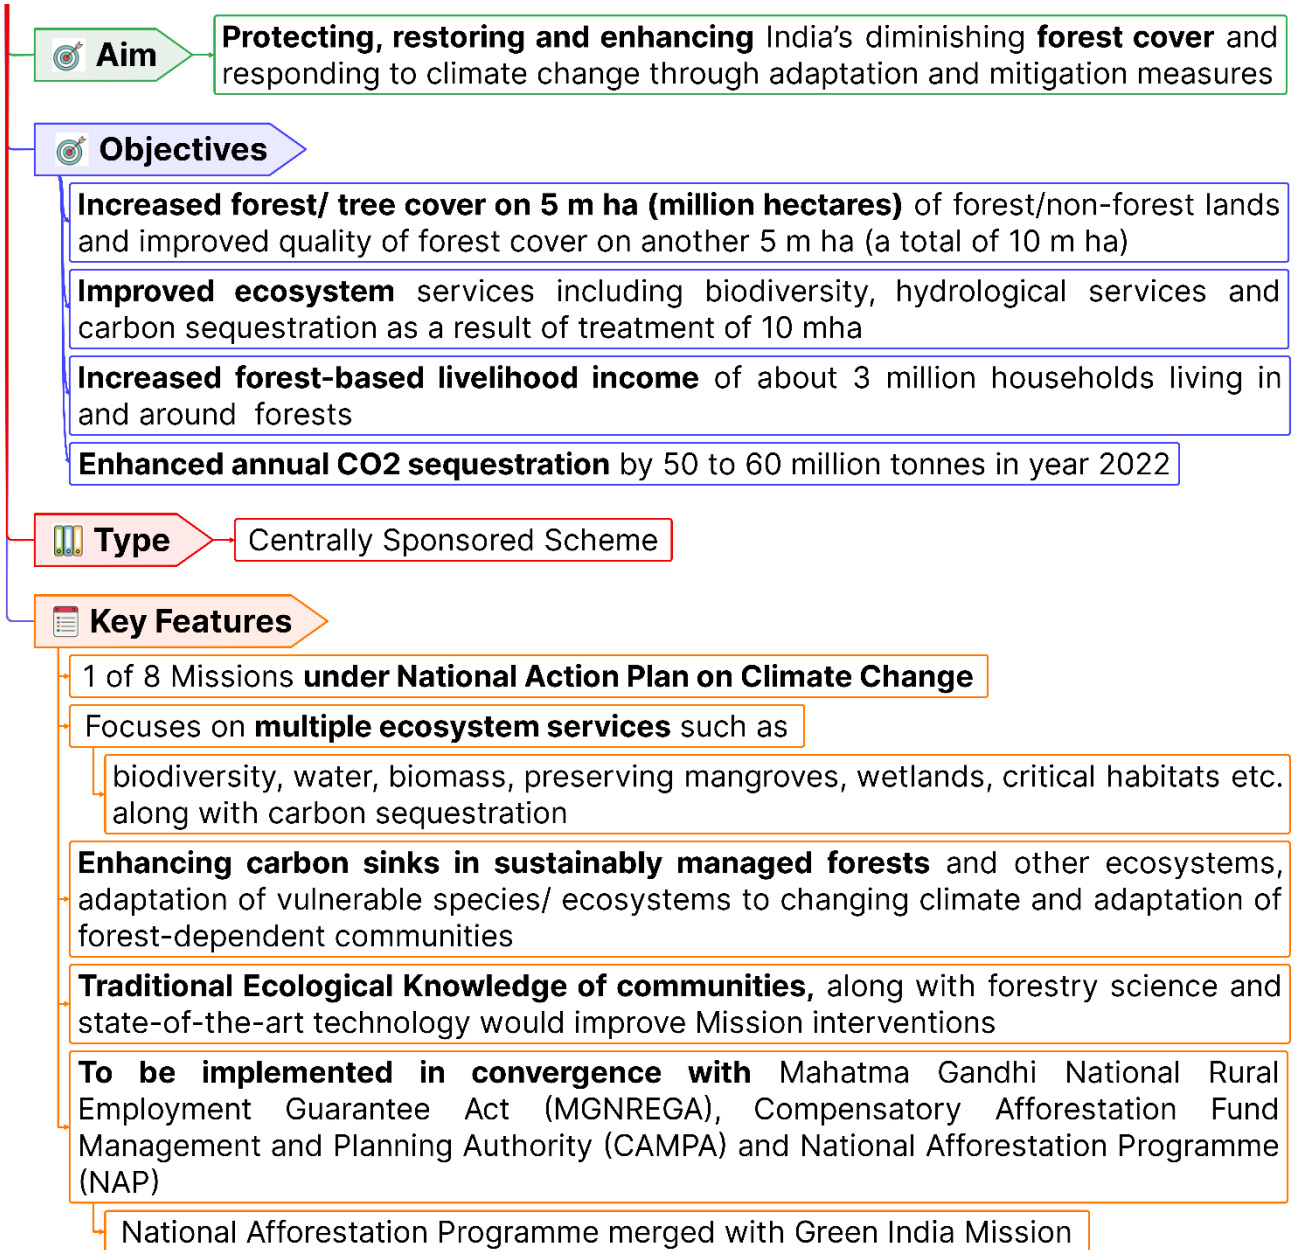 Aim
Protecting, restoring and enhancing India’s diminishing forest cover and
responding to climate change through adaptation and mitigation measures
Objectives
Increased forest/ tree cover on 5 m ha (million hectares) of forest/non-forest lands
and improved quality of forest cover on another 5 m ha (a total of 10 m ha)
Improved ecosystem services including biodiversity, hydrological services and
carbon sequestration as a result of treatment of 10 mha
Increased forest-based livelihood income of about 3 million households living in
and around forests
Enhanced annual CO2 sequestration by 50 to 60 million tonnes in year 2022
Type
Centrally Sponsored Scheme
Key Features
1 of 8 Missions under National Action Plan on Climate Change
Focuses on multiple ecosystem services such as
biodiversity, water, biomass, preserving mangroves, wetlands, critical habitats etc.
along with carbon sequestration
Enhancing carbon sinks in sustainably managed forests and other ecosystems,
adaptation of vulnerable species/ ecosystems to changing climate and adaptation of
forest-dependent communities
Traditional Ecological Knowledge of communities, along with forestry science and
state-of-the-art technology would improve Mission interventions
To be implemented in convergence with Mahatma Gandhi National Rural
Employment Guarantee Act (MGNREGA), Compensatory Afforestation Fund
Management and Planning Authority (CAMPA) and National Afforestation Programme
(NAP)
National Afforestation Programme merged with Green India Mission